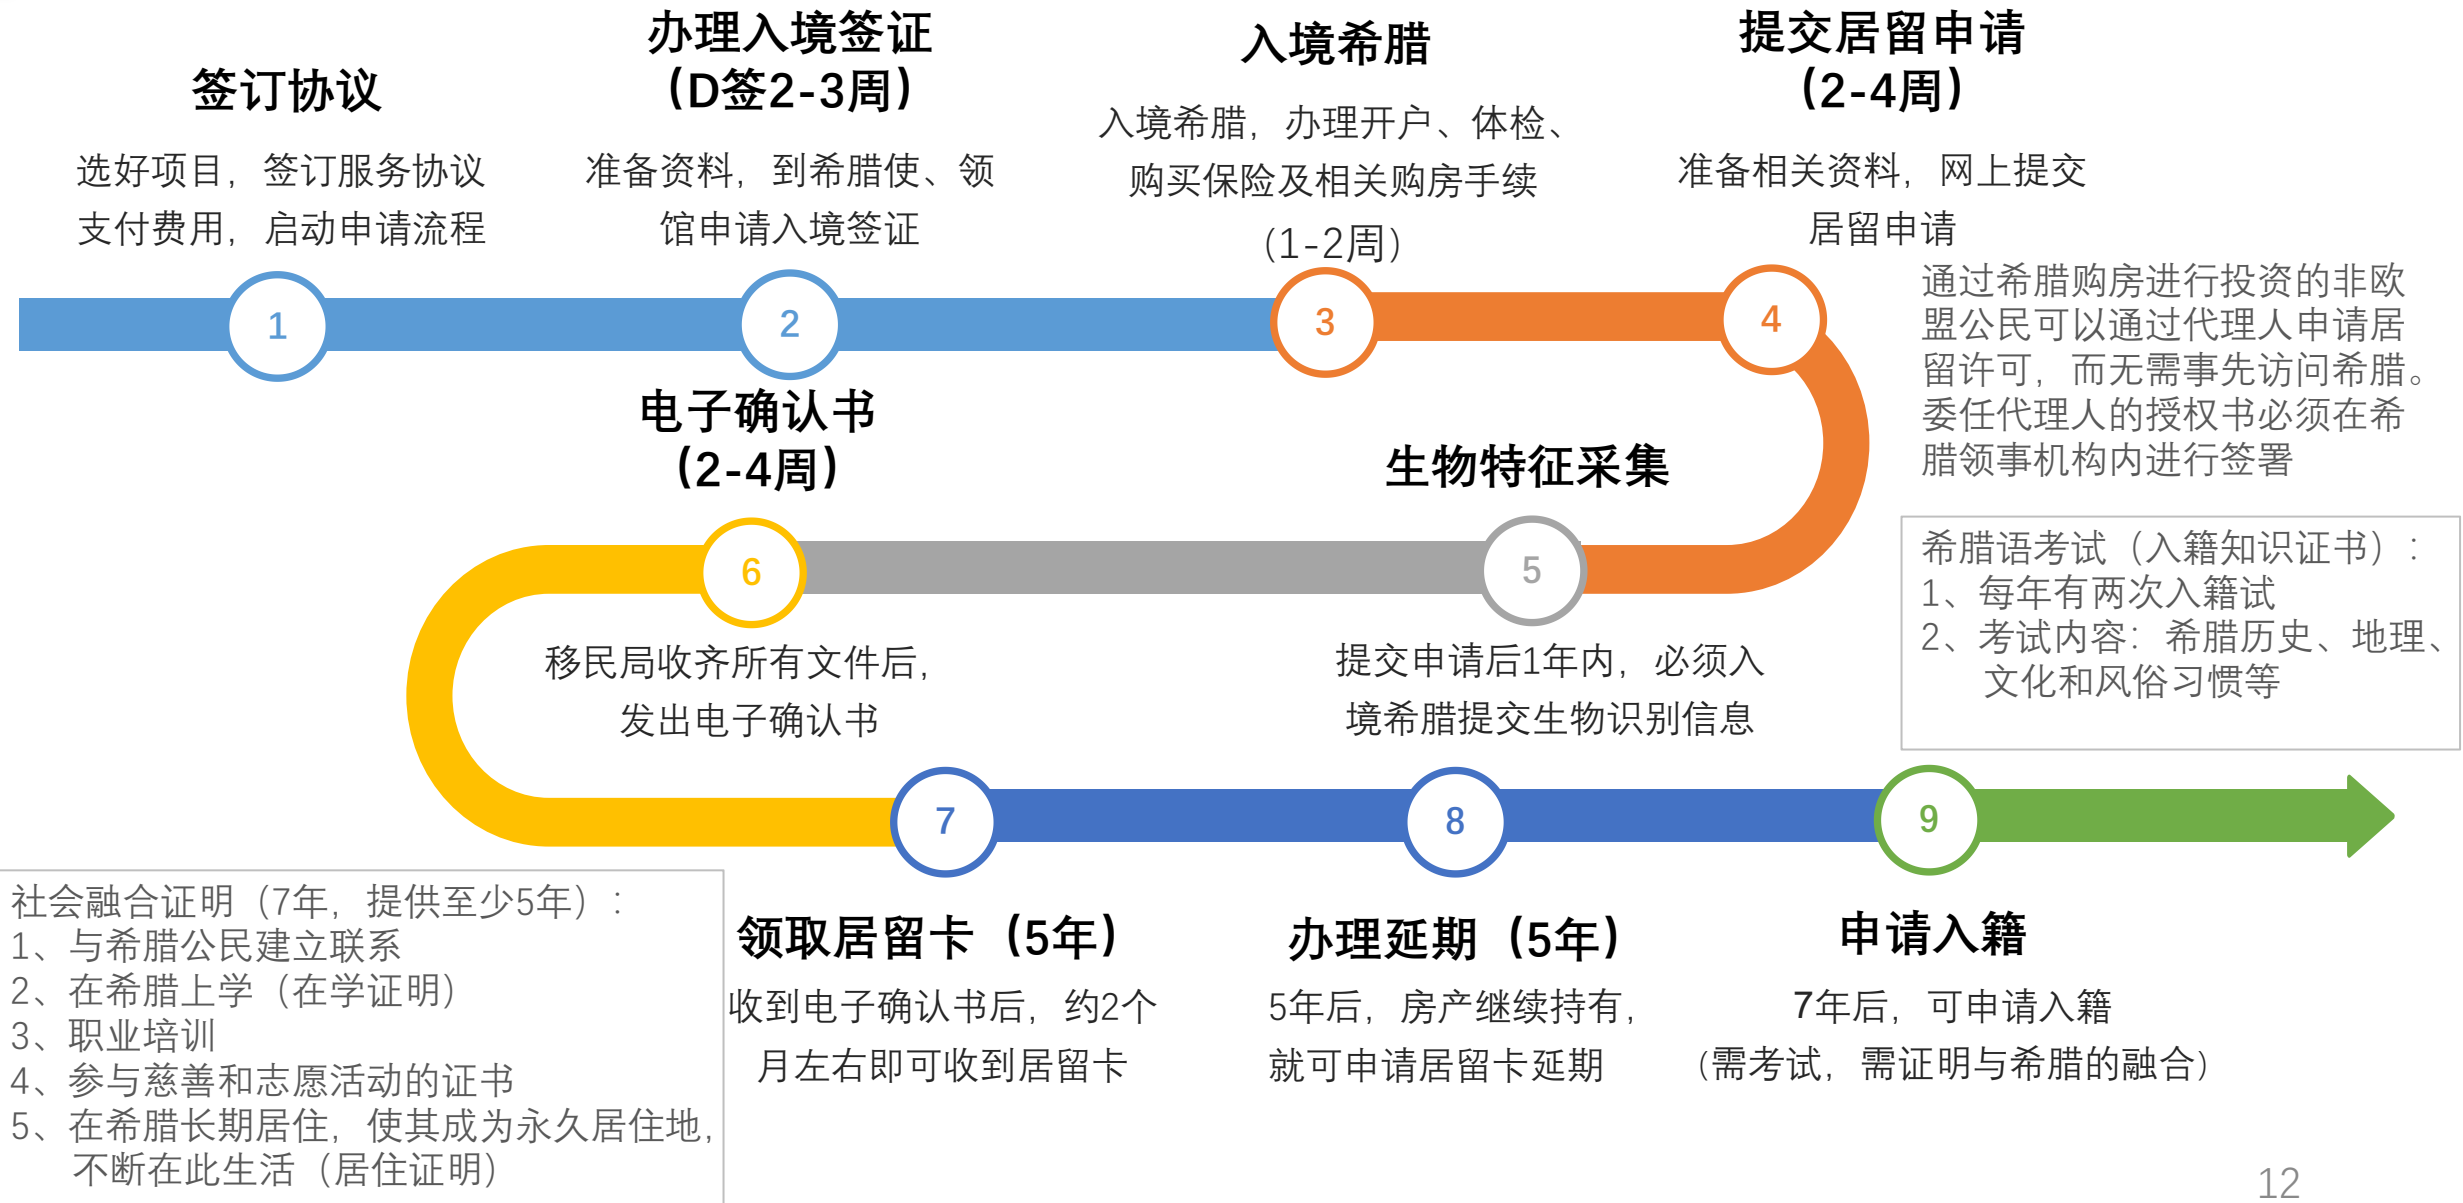 签订协议
选好项目，签订服务协议
支付费用，启动申请流程
办理入境签证
（D签2-3周）
准备资料，到希腊使、领
馆申请入境签证
入境希腊
入境希腊，办理开户、体检、
购买保险及相关购房手续
（1-2周）
提交居留申请
（2-4周）
准备相关资料，网上提交
居留申请
1
2
3
4
通过希腊购房进行投资的非欧
盟公民可以通过代理人申请居
留许可，而无需事先访问希腊。
委任代理人的授权书必须在希
腊领事机构内进行签署
电子确认书
（2-4周）
生物特征采集
6
5
移民局收齐所有文件后，
发出电子确认书
提交申请后1年内，必须入
境希腊提交生物识别信息
希腊语考试（入籍知识证书）：
1、每年有两次入籍试
2、考试内容：希腊历史、地理、
文化和风俗习惯等
7
8
9
社会融合证明（7年，提供至少5年）：
1、与希腊公民建立联系
2、在希腊上学（在学证明）
3、职业培训
4、参与慈善和志愿活动的证书
5、在希腊长期居住，使其成为永久居住地，
不断在此生活（居住证明）
领取居留卡（5年）
收到电子确认书后，约2个
月左右即可收到居留卡
办理延期（5年）
5年后，房产继续持有，
就可申请居留卡延期
申请入籍
7年后，可申请入籍
（需考试，需证明与希腊的融合）
12